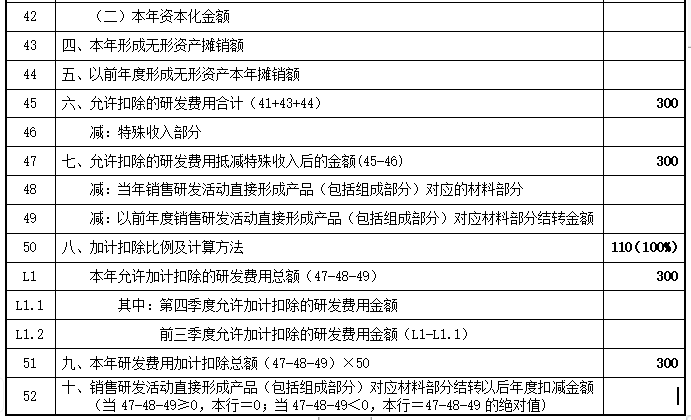 42 （二）本年资本化金额
43 四、本年形成无形资产摊销额
44 五、以前年度形成无形资产本年摊销额
45 六、允许扣除的研发费用合计（41+43+44） 300
46 减：特殊收入部分
47 七、允许扣除的研发费用抵减特殊收入后的金额(45-46) 300
48 减：当年销售研发活动直接形成产品（包括组成部分）对应的材料部分
49 减：以前年度销售研发活动直接形成产品（包括组成部分）对应材料部分结转金额
50 八、加计扣除比例及计算方法 110(100%)
L1 本年允许加计扣除的研发费用总额（47-48-49） 300
L1.1 其中：第四季度允许加计扣除的研发费用金额
L1.2 前三季度允许加计扣除的研发费用金额（L1-L1.1）
51 九、本年研发费用加计扣除总额（47-48-49）×50 300
52 十、销售研发活动直接形成产品（包括组成部分）对应材料部分结转以后年度扣减金额
（当 47-48-49≥0，本行=0；当 47-48-49＜0，本行=47-48-49 的绝对值）